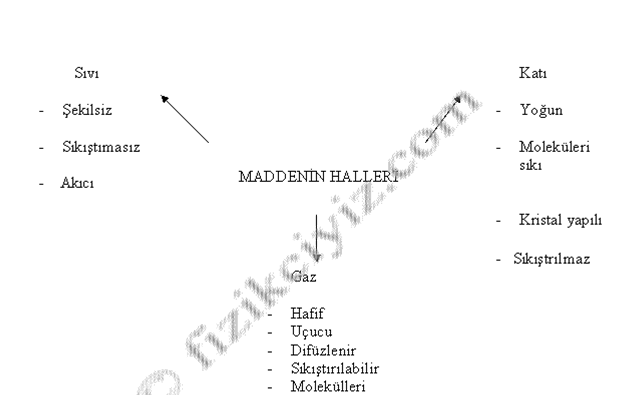 Sıvı
- Şekilsiz
- Sıkıştımasız
- Akıcı
Katı
- Yoğun
- Moleküleri
sıkı
- Kristal yapılı
- Sıkıştrılmaz
MADDENİN HALLERİ
Gaz
- Hafif
- Uçucu
- Difüzlenir
- Sıkıştırılabilir
- Molekülleri
© fizikciyiz.com